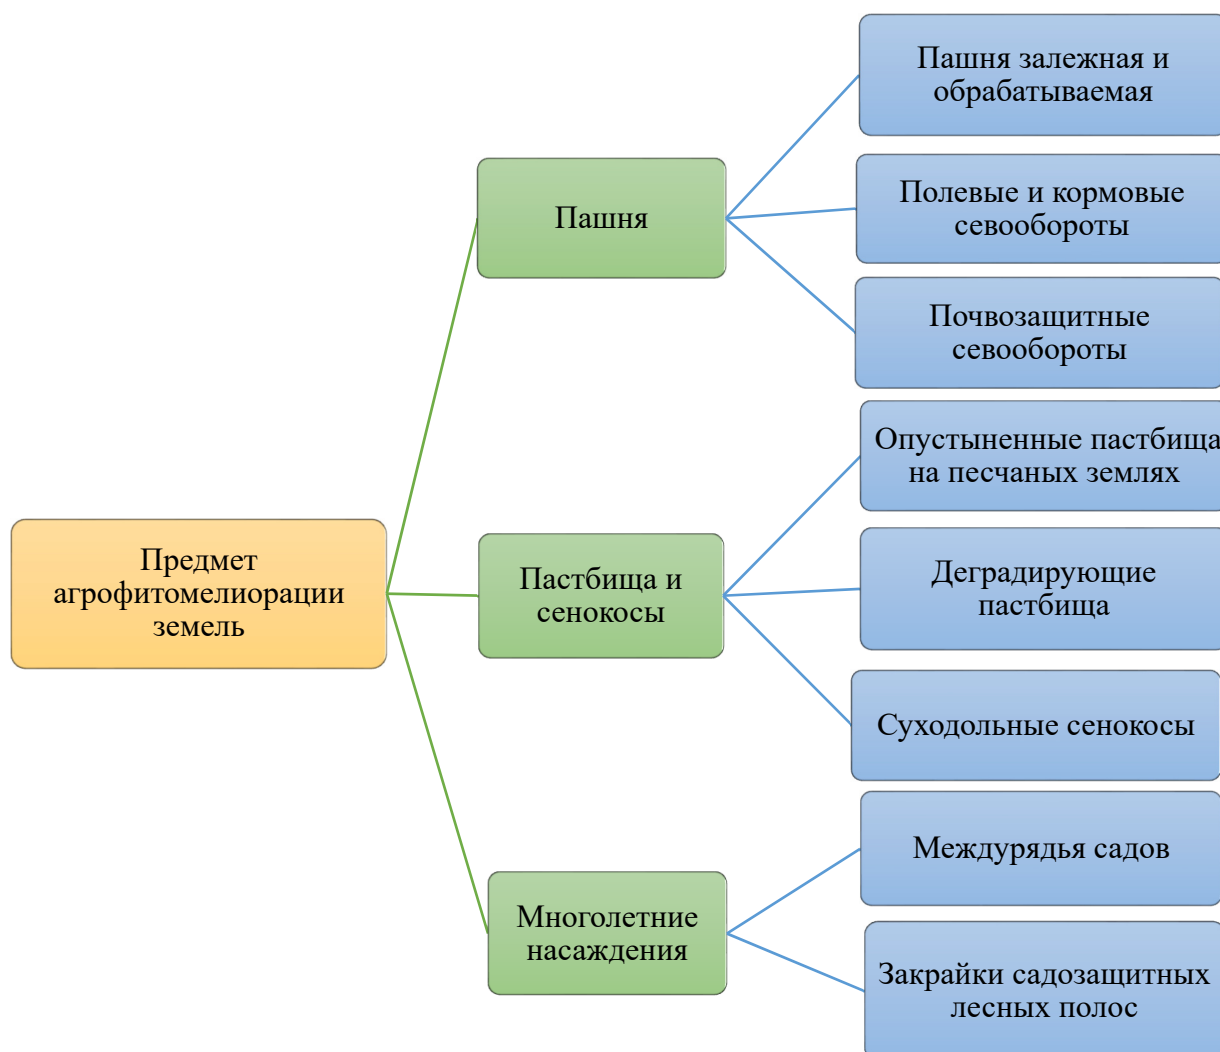 Предмет
агрофитомелиорации
земель
Пашня
Пашня залежная и
обрабатываемая
Полевые и кормовые
севообороты
Почвозащитные
севообороты
Пастбища и
сенокосы
Опустыненные пастбища
на песчаных землях
Деградирующие
пастбища
Суходольные сенокосы
Многолетние
насаждения
Междурядья садов
Закрайки садозащитных
лесных полос